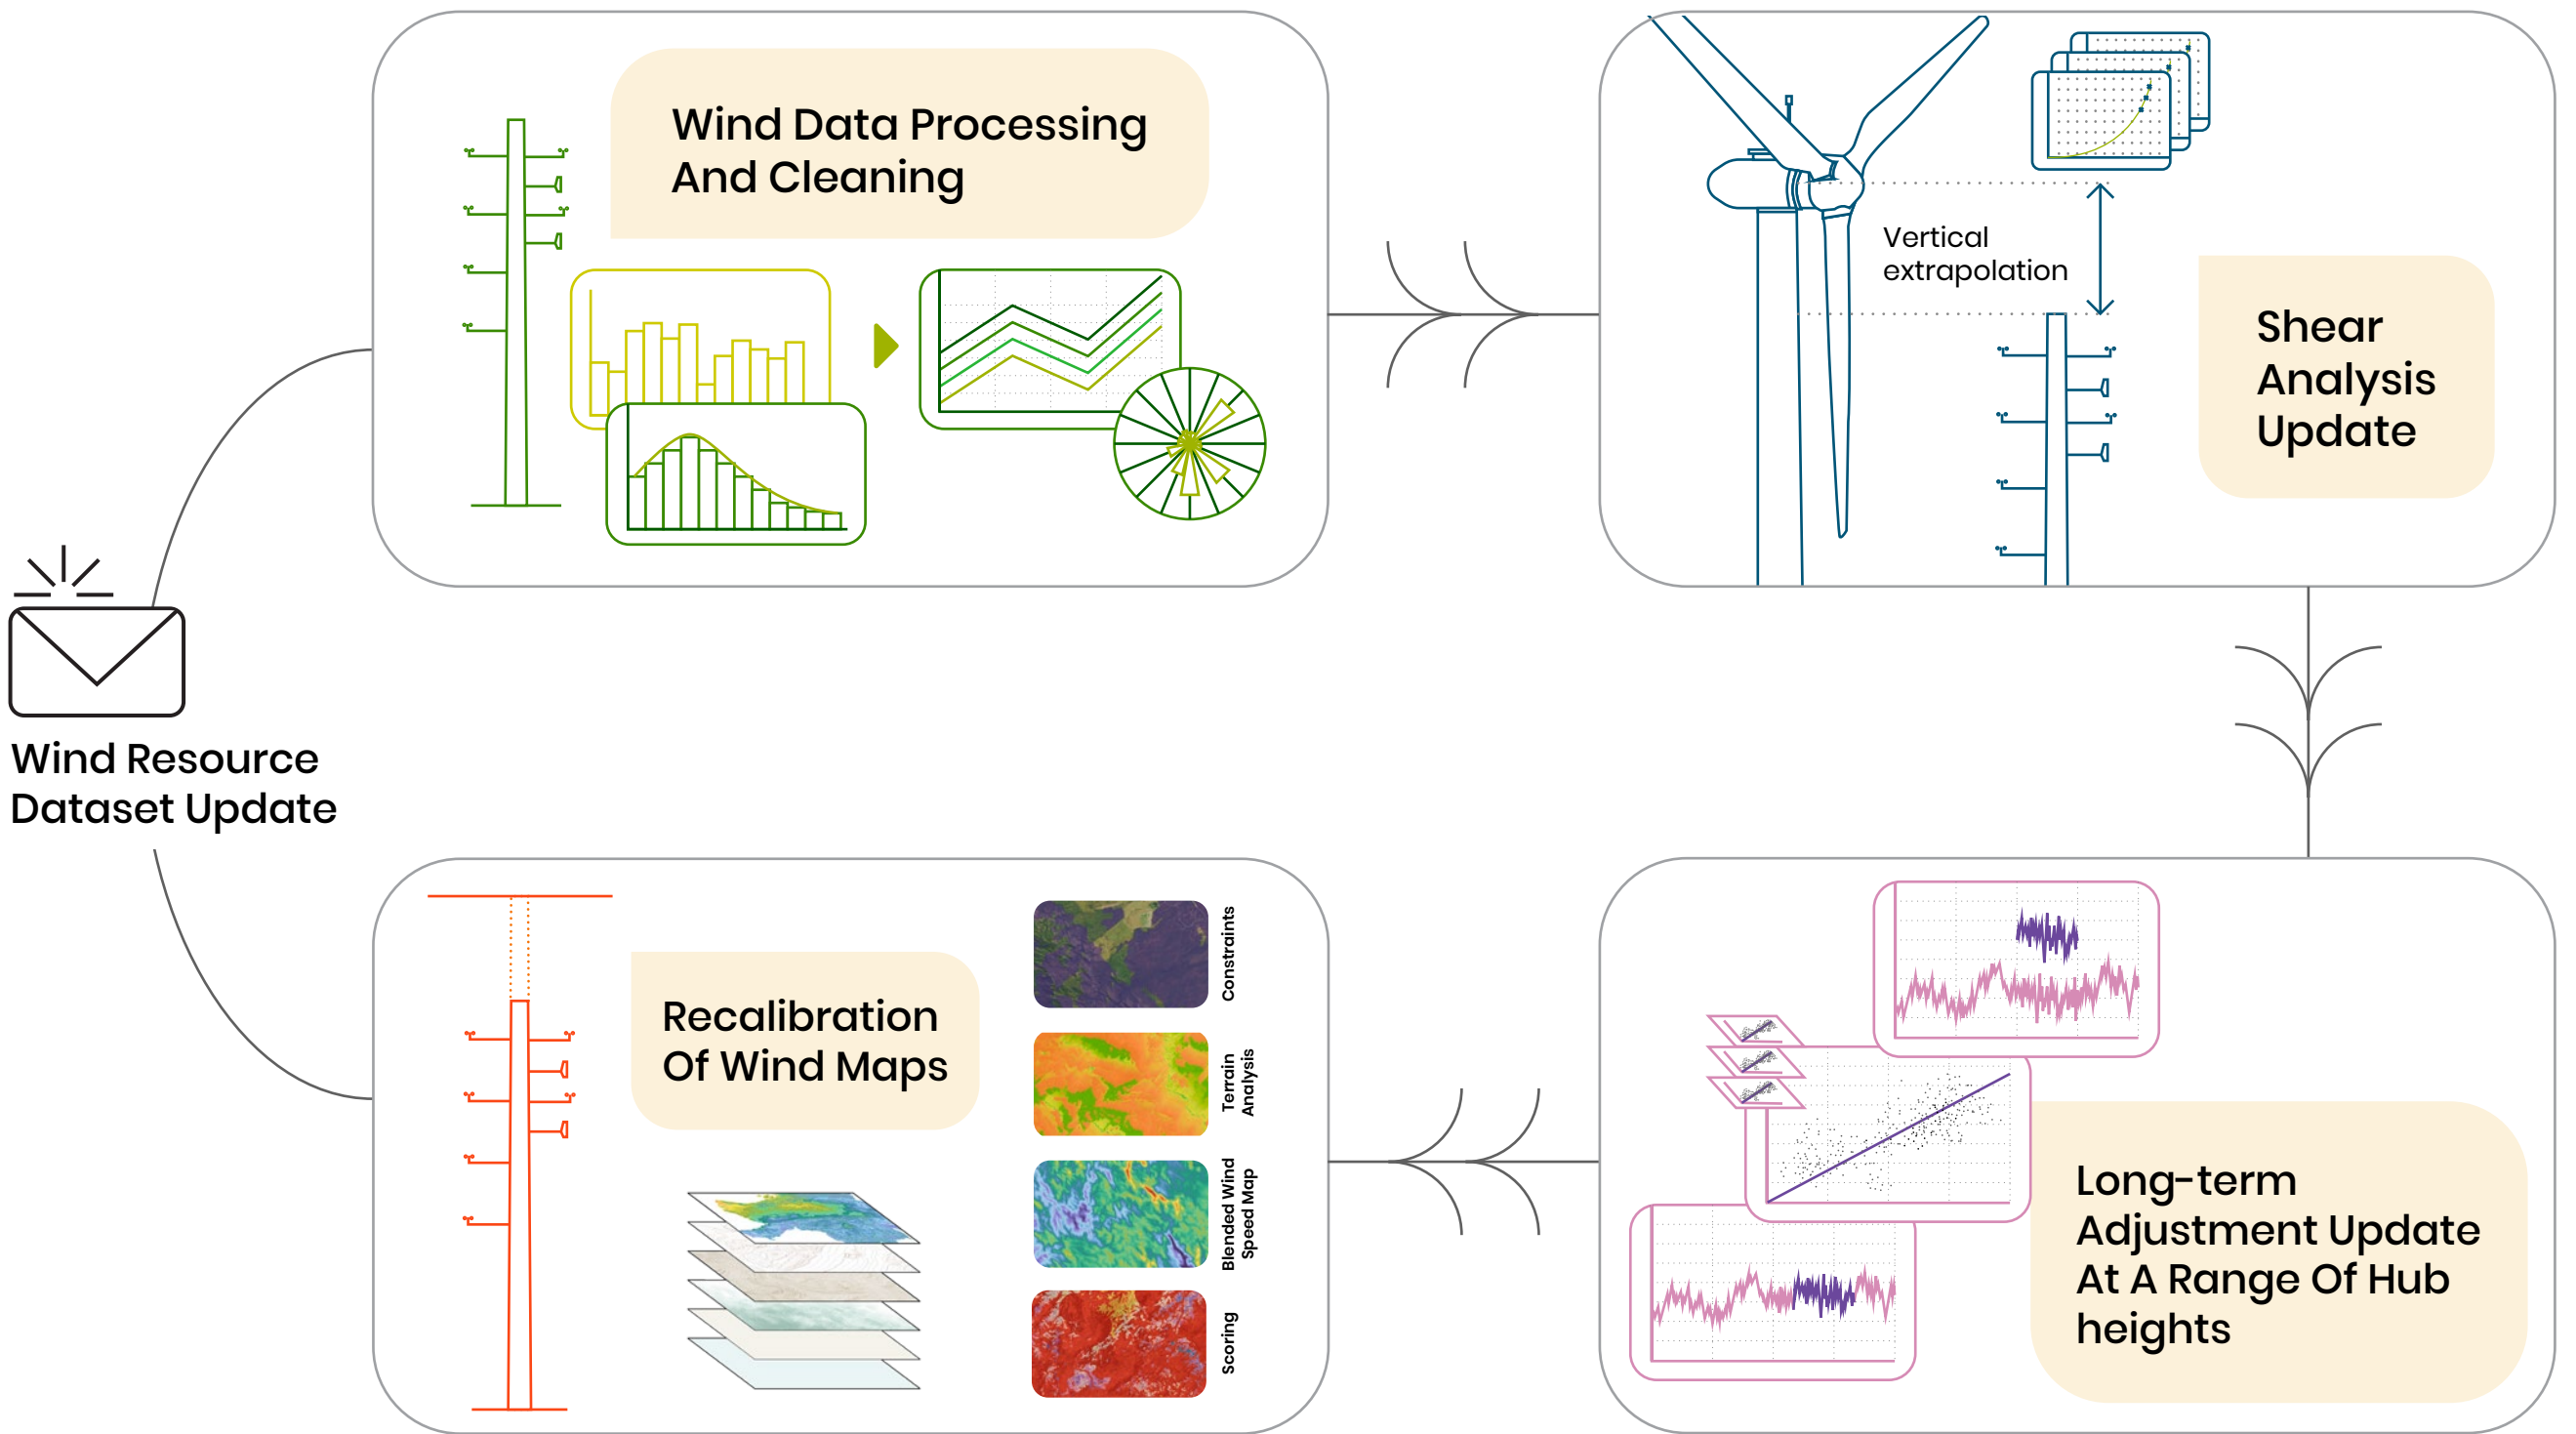 Wind Data Processing
And Cleaning
Vertical
extrapolation
Shear
Analysis
Update
Wind Resource
Dataset Update
Recalibration
Of Wind Maps
Constraints
Terrain
Analysis
Blended Wind
Speed Map
Scoring
Long-term
Adjustment Update
At A Range Of Hub
heights